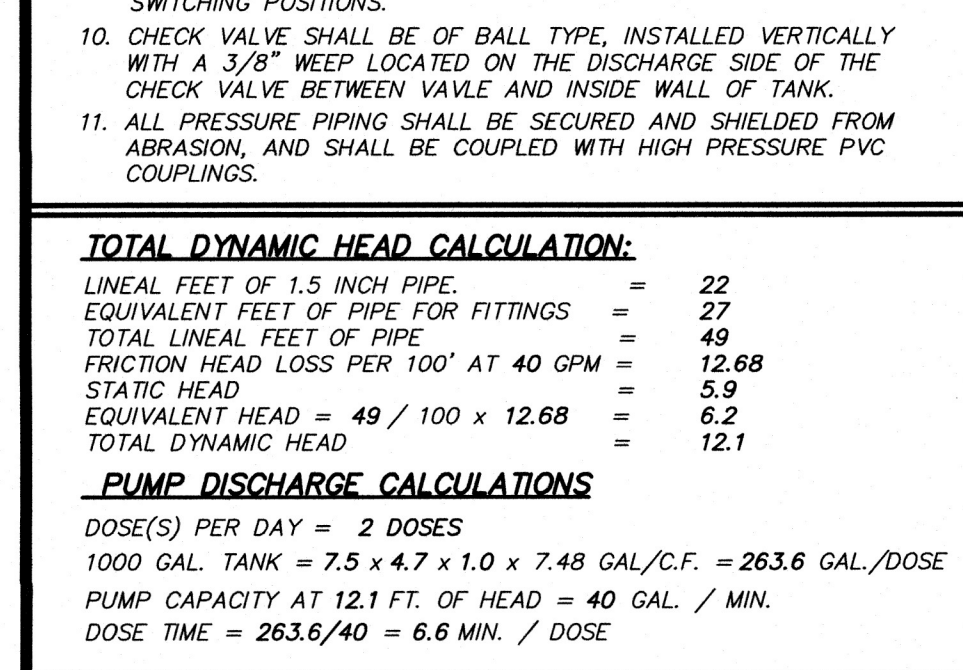 SWITCHING POSITIONS.
10. CHECK VALVE SHALL BE OF BALL TYPE, INSTALLED VERTICALLY
WITH A 3/8" WEEP LOCATED ON THE DISCHARGE SIDE OF THE
CHECK VALVE BETWEEN VAVLE AND INSIDE WALL OF TANK.
11. ALL PRESSURE PIPING SHALL BE SECURED AND SHIELDED FROM
ABRASION, AND SHALL BE COUPLED WITH HIGH PRESSURE PVC
COUPLINGS.
TOTAL DYNAMIC HEAD CALCULATION:
LINEAL FEET OF 1.5 INCH PIPE. = 22
EQUIVALENT FEET OF PIPE FOR FITTINGS = 27
TOTAL LINEAL FEET OF PIPE = 49
FRICTION HEAD LOSS PER 100' AT 40 GPM = 12.68
STATIC HEAD = 5.9
EQUIVALENT HEAD = 49 / 100 x 12.68 = 6.2
TOTAL DYNAMIC HEAD = 12.1
PUMP DISCHARGE CALCULATIONS
DOSE(S) PER DAY = 2 DOSES
1000 GAL. TANK = 7.5 x 4.7 x 1.0 x 7.48 GAL/C.F. = 263.6 GAL./DOSE
PUMP CAPACITY AT 12.1 FT. OF HEAD = 40 GAL. / MIN.
DOSE TIME = 263.6/40 = 6.6 MIN. / DOSE